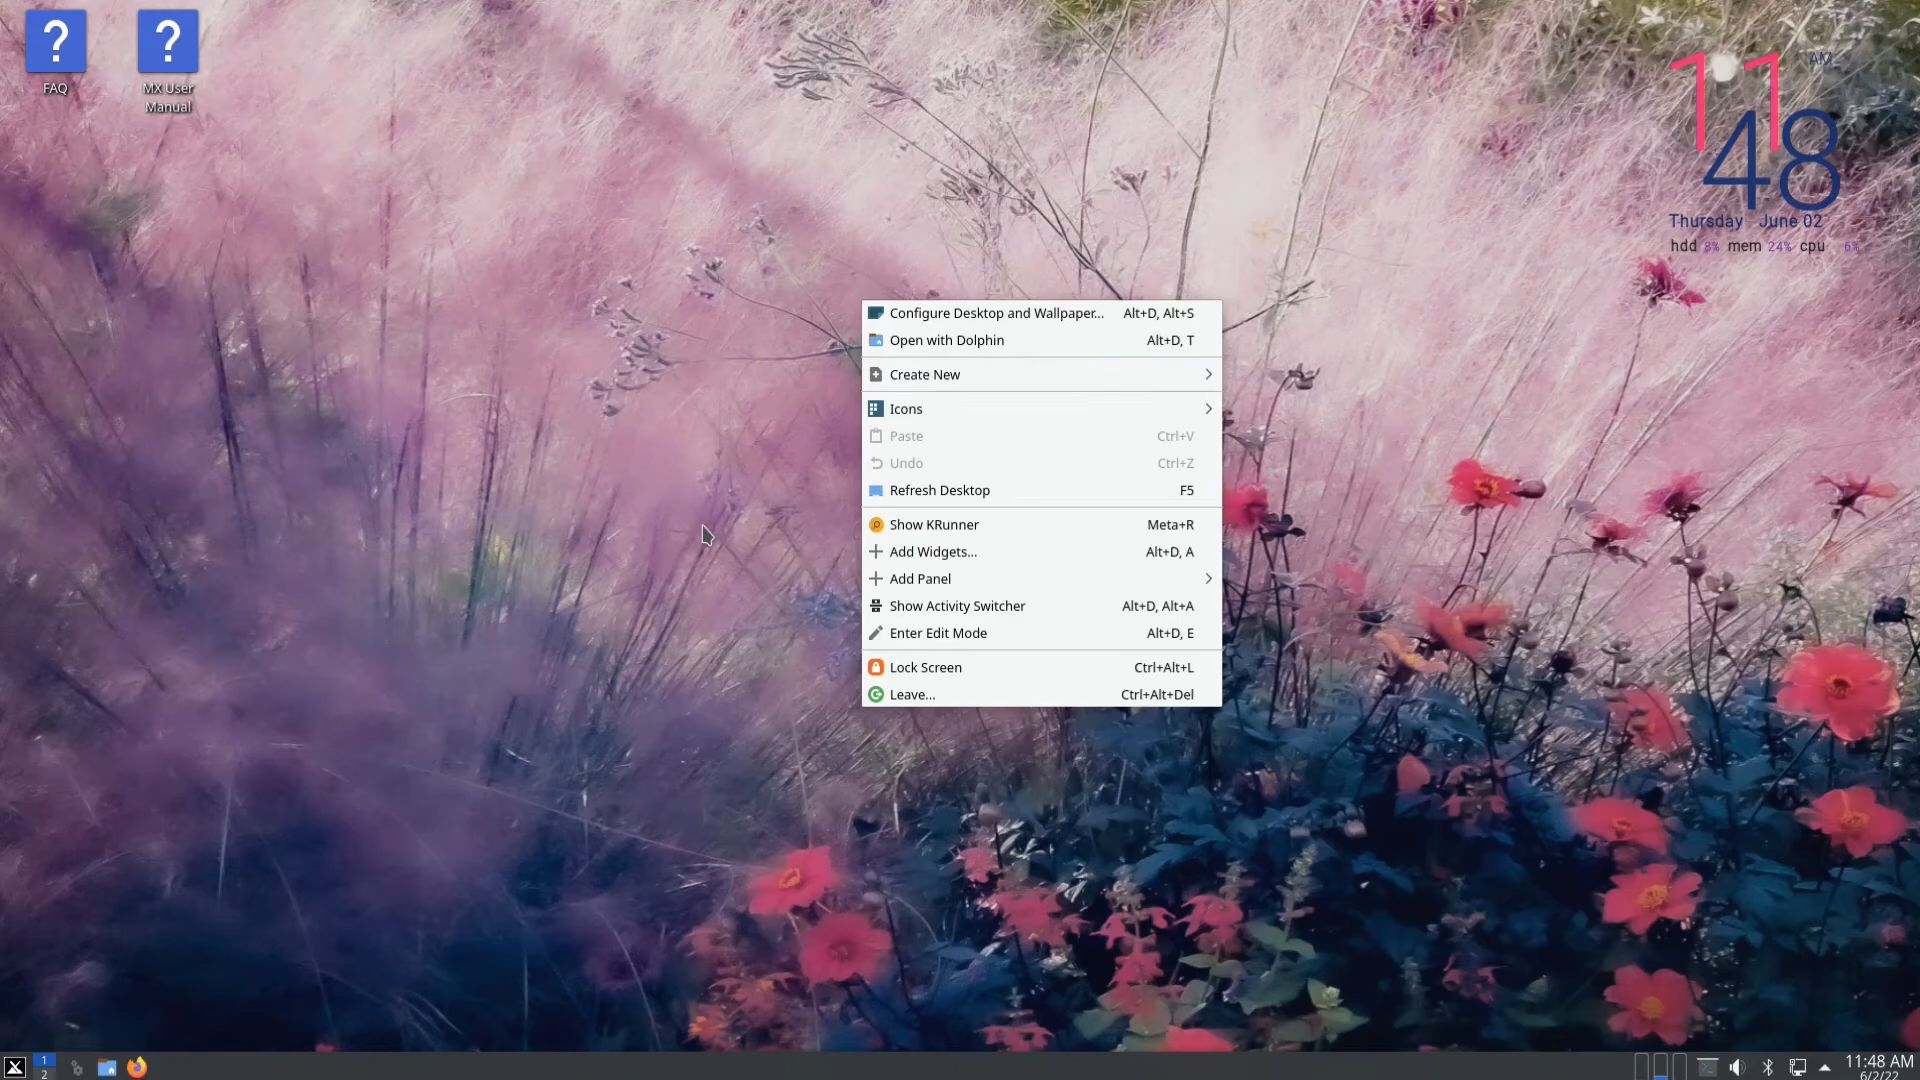 FAQ
MX User
Manual
11
AM
48
Thursday June 02
hdd 8% mem 24% cpu 6%
Configure Desktop and Wallpaper... Alt+D, Alt+S
Open with Dolphin Alt+D, T
Create New
Icons
Paste Ctrl+V
Undo Ctrl+Z
Refresh Desktop F5
Show KRunner Meta+R
Add Widgets... Alt+D, A
Add Panel
Show Activity Switcher Alt+D, Alt+A
Enter Edit Mode Alt+D, E
Lock Screen Ctrl+Alt+L
Leave... Ctrl+Alt+Del
1
2
11:48 AM
6/2/22